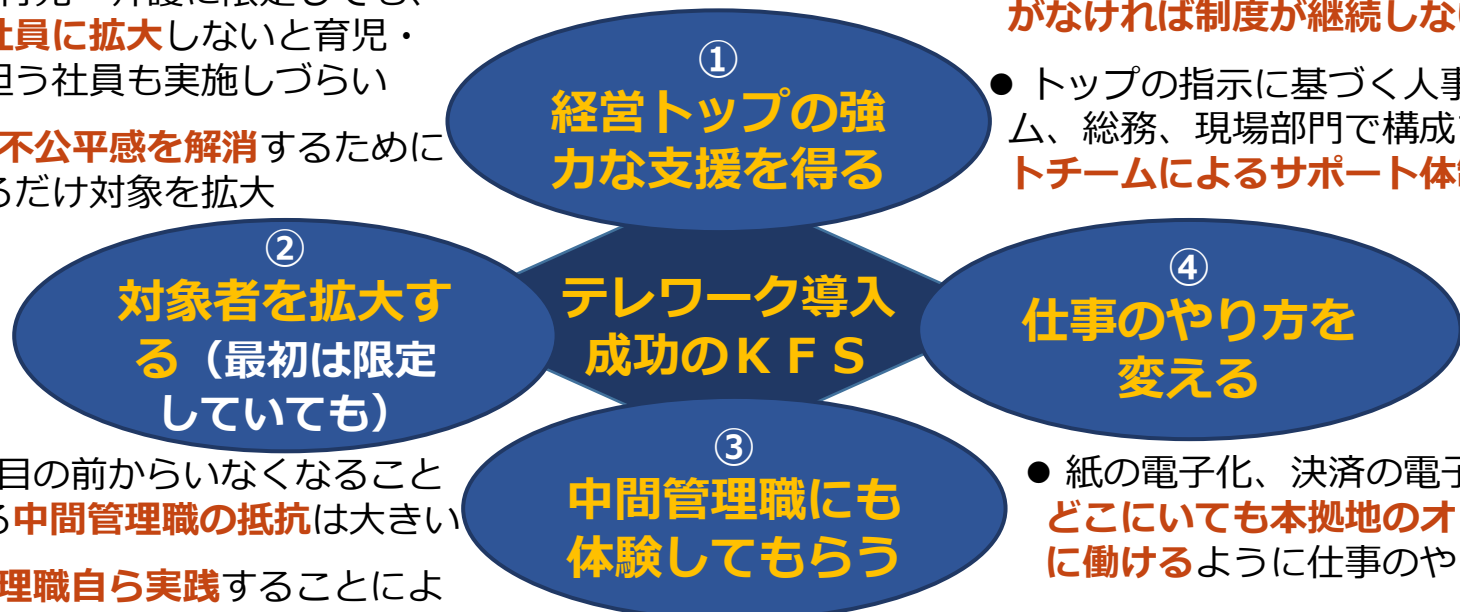 育児・介護に限定しても、
社員に拡大しないと育児・
担う社員も実施しづらい
不公平感を解消するために
るだけ対象を拡大
①
経営トップの強
力な支援を得る
がなければ制度が継続しない
● トップの指示に基づく人事
ム、総務、現場部門で構成
トチームによるサポート体制
②
対象者を拡大す
る（最初は限定
していても）
テレワーク導入
成功のＫＦＳ
④
仕事のやり方を
変える
目の前からいなくなること
る中間管理職の抵抗は大きい
理職自ら実践することによ
③
中間管理職にも
体験してもらう
● 紙の電子化、決済の電子
どこにいても本拠地のオ
に働けるように仕事のや